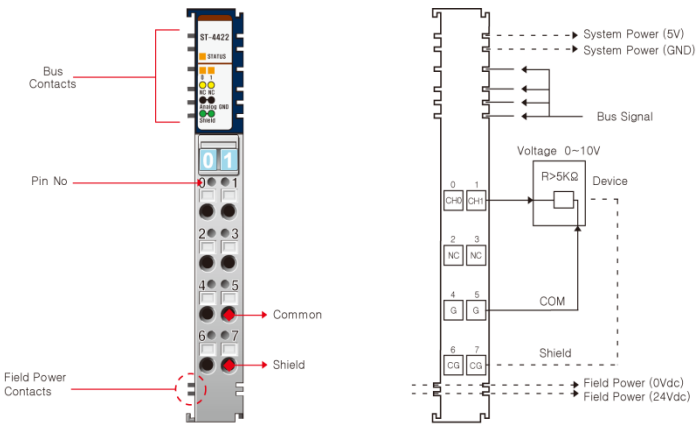 ST-4422
STATUS
0 1
NC NC
Analog GND
Shield
Bus
Contacts
0 1
Pin No
0 1
2 3
4 5
Common
6 7
Shield
Field Power
Contacts
System Power (5V)
System Power (GND)
Bus Signal
Voltage 0~10V
R>5KΩ
Device
0 1
CH0 CH1
2 3
NC NC
4 5
G G
COM
6 7
CG CG
Shield
Field Power (0Vdc)
Field Power (24Vdc)